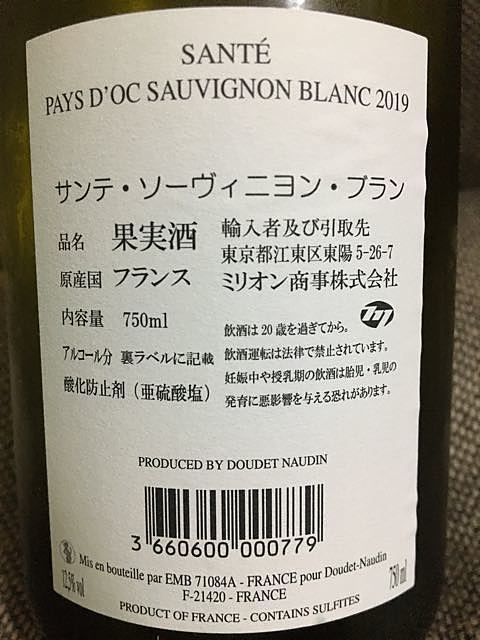 SANTÉ
PAYS D'OC SAUVIGNON BLANC 2019
サンテ・ソーヴィニヨン・ブラン
品名 果実酒
原産国 フランス
内容量 750ml
アルコール分 裏ラベルに記載
酸化防止剤（亜硫酸塩）
輸入者及び引取先
東京都江東区東陽5-26-7
ミリオン商事株式会社
飲酒は20歳を過ぎてから。
飲酒運転は法律で禁止されています。
妊娠中や授乳期の飲酒は胎児・乳児の
発育に悪影響を与える恐れがあります。
PRODUCED BY DOUDET NAUDIN
3 660600 000779
Mis en bouteille par EMB 71084A - FRANCE pour Doudet-Naudin
F-21420 - FRANCE
12,5% vol
750 ml
PRODUCT OF FRANCE - CONTAINS SULFITES